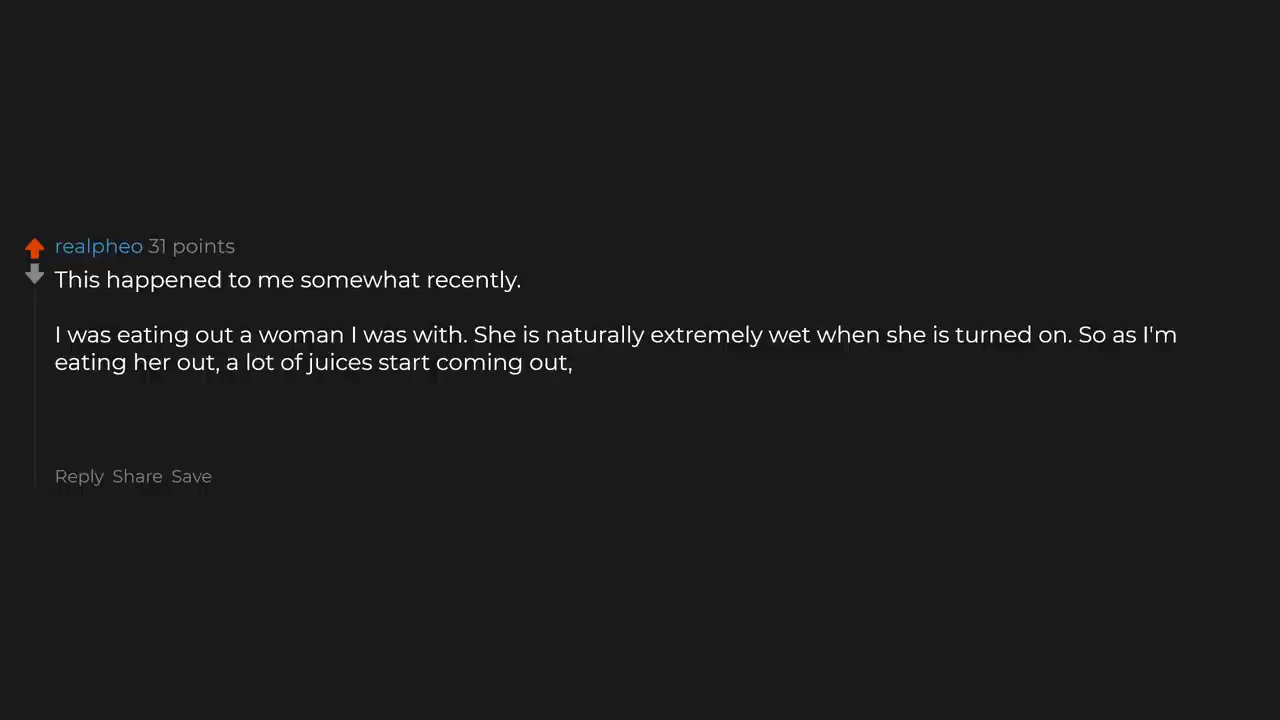 realpheo 31 points
This happened to me somewhat recently.
I was eating out a woman I was with. She is naturally extremely wet when she is turned on. So as I'm
eating her out, a lot of juices start coming out,
Reply Share Save